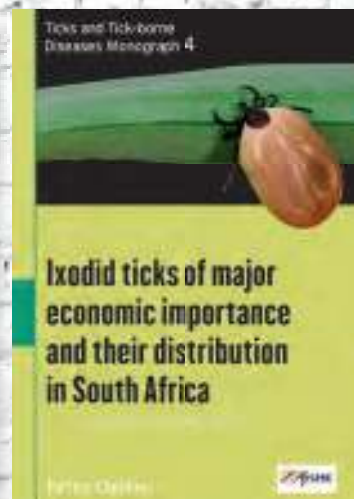 Ticks and Tick-borne
Diseases Monograph 4
Ixodid ticks of major
economic importance
and their distribution
in South Africa